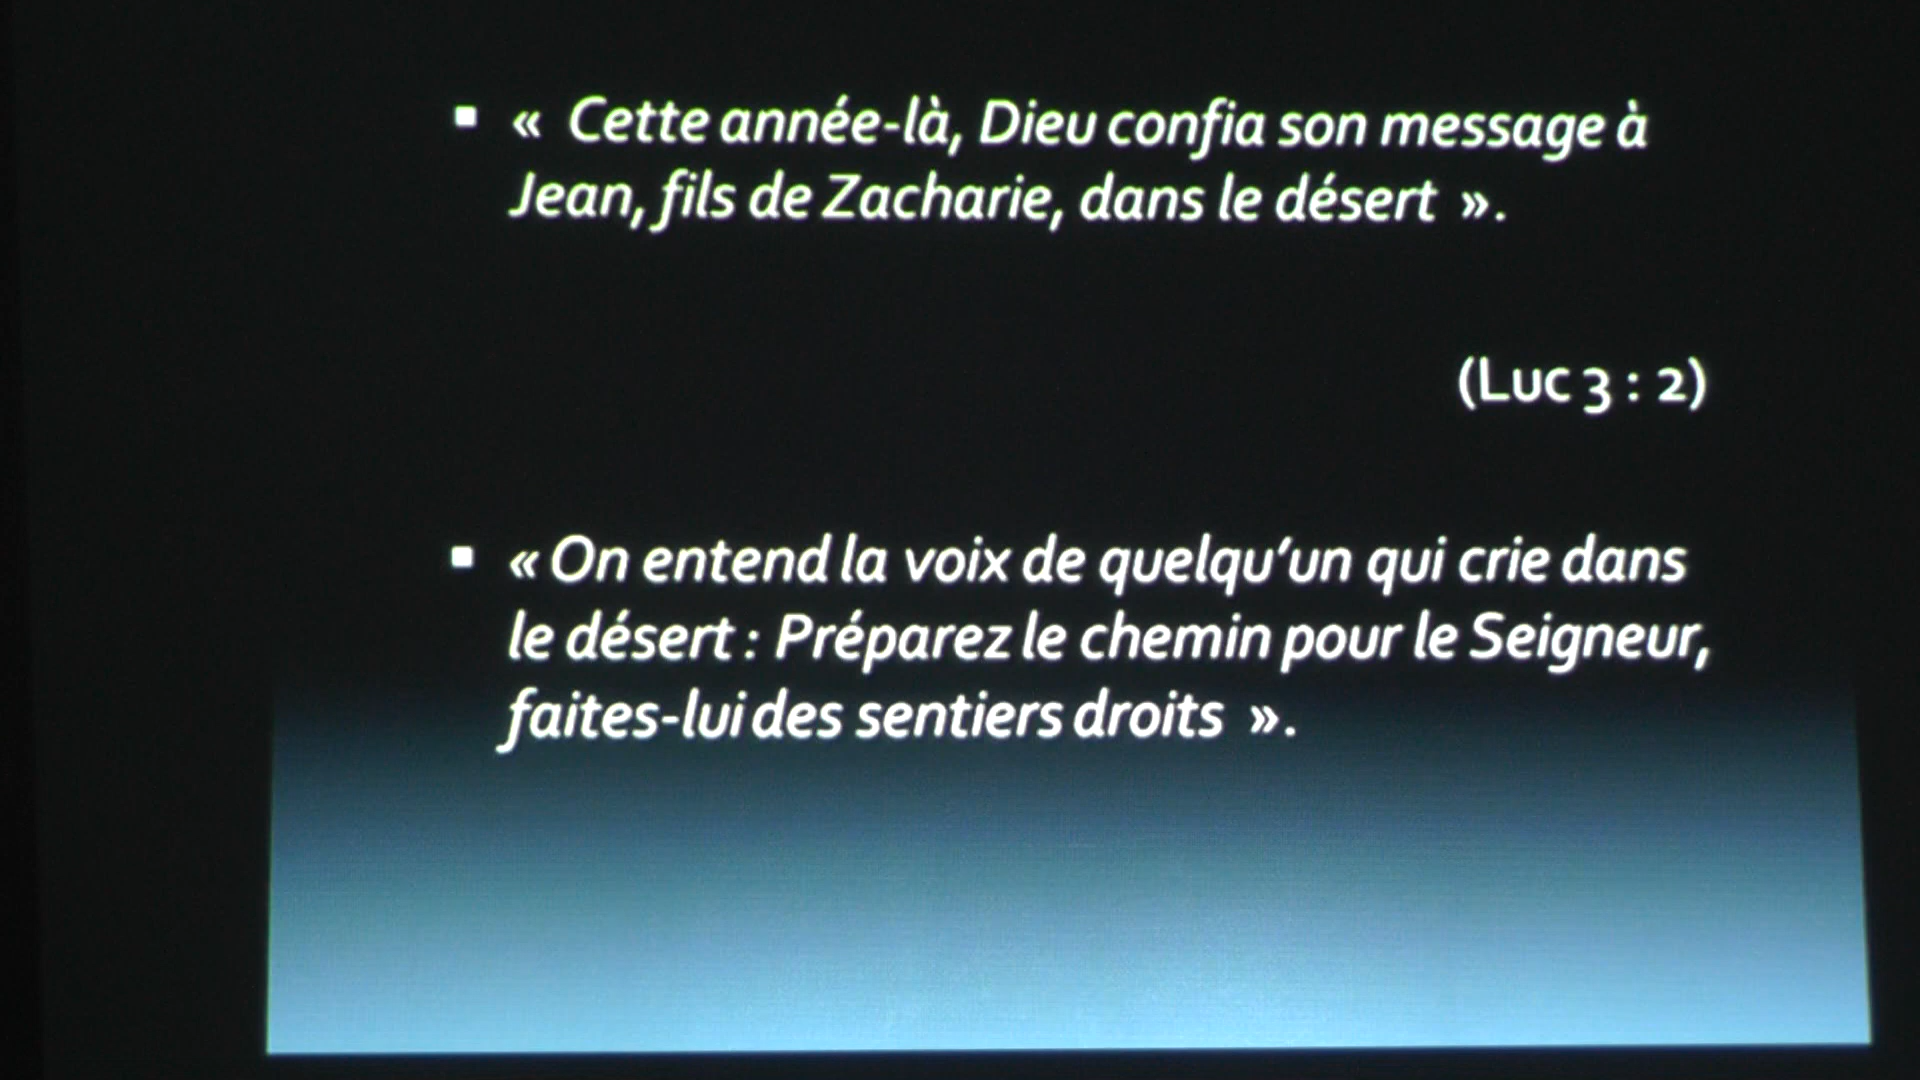 ▪ «  Cette année-là, Dieu confia son message à
Jean, fils de Zacharie, dans le désert  ».
(Luc 3 : 2)
▪ « On entend la voix de quelqu’un qui crie dans
le désert : Préparez le chemin pour le Seigneur,
faites-lui des sentiers droits  ».